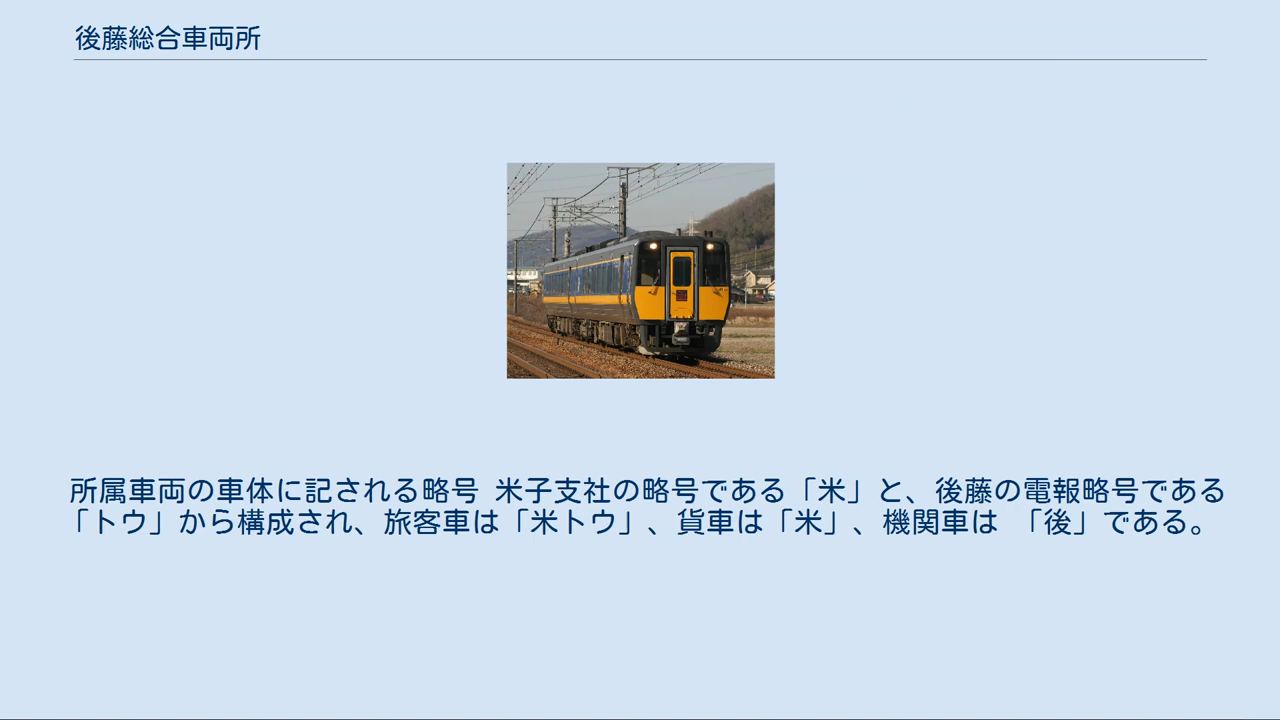 後藤総合車両所
所属車両の車体に記される略号 米子支社の略号である「米」と、後藤の電報略号である
「トウ」から構成され、旅客車は「米トウ」、貨車は「米」、機関車は 「後」である。